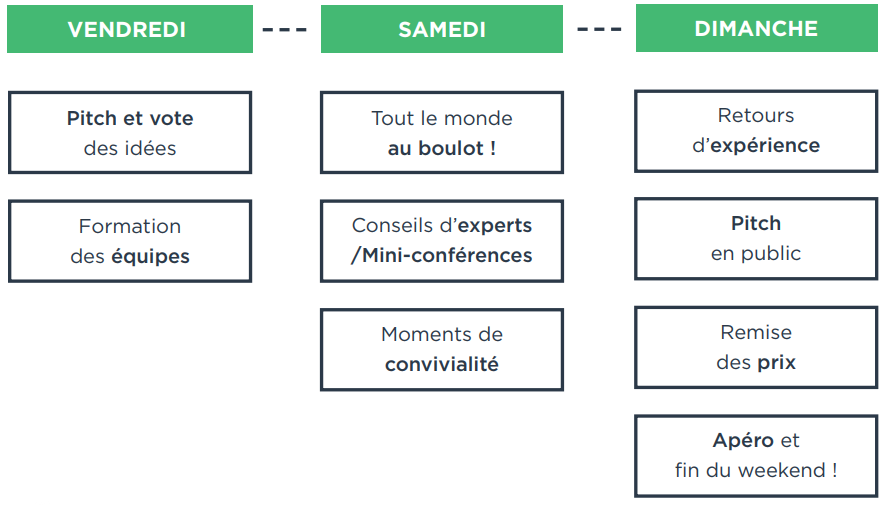 VENDREDI
Pitch et vote
des idées
Formation
des équipes
SAMEDI
Tout le monde
au boulot !
Conseils d'experts
/Mini-conférences
Moments de
convivialité
DIMANCHE
Retours
d'expérience
Pitch
en public
Remise
des prix
Apéro et
fin du weekend !